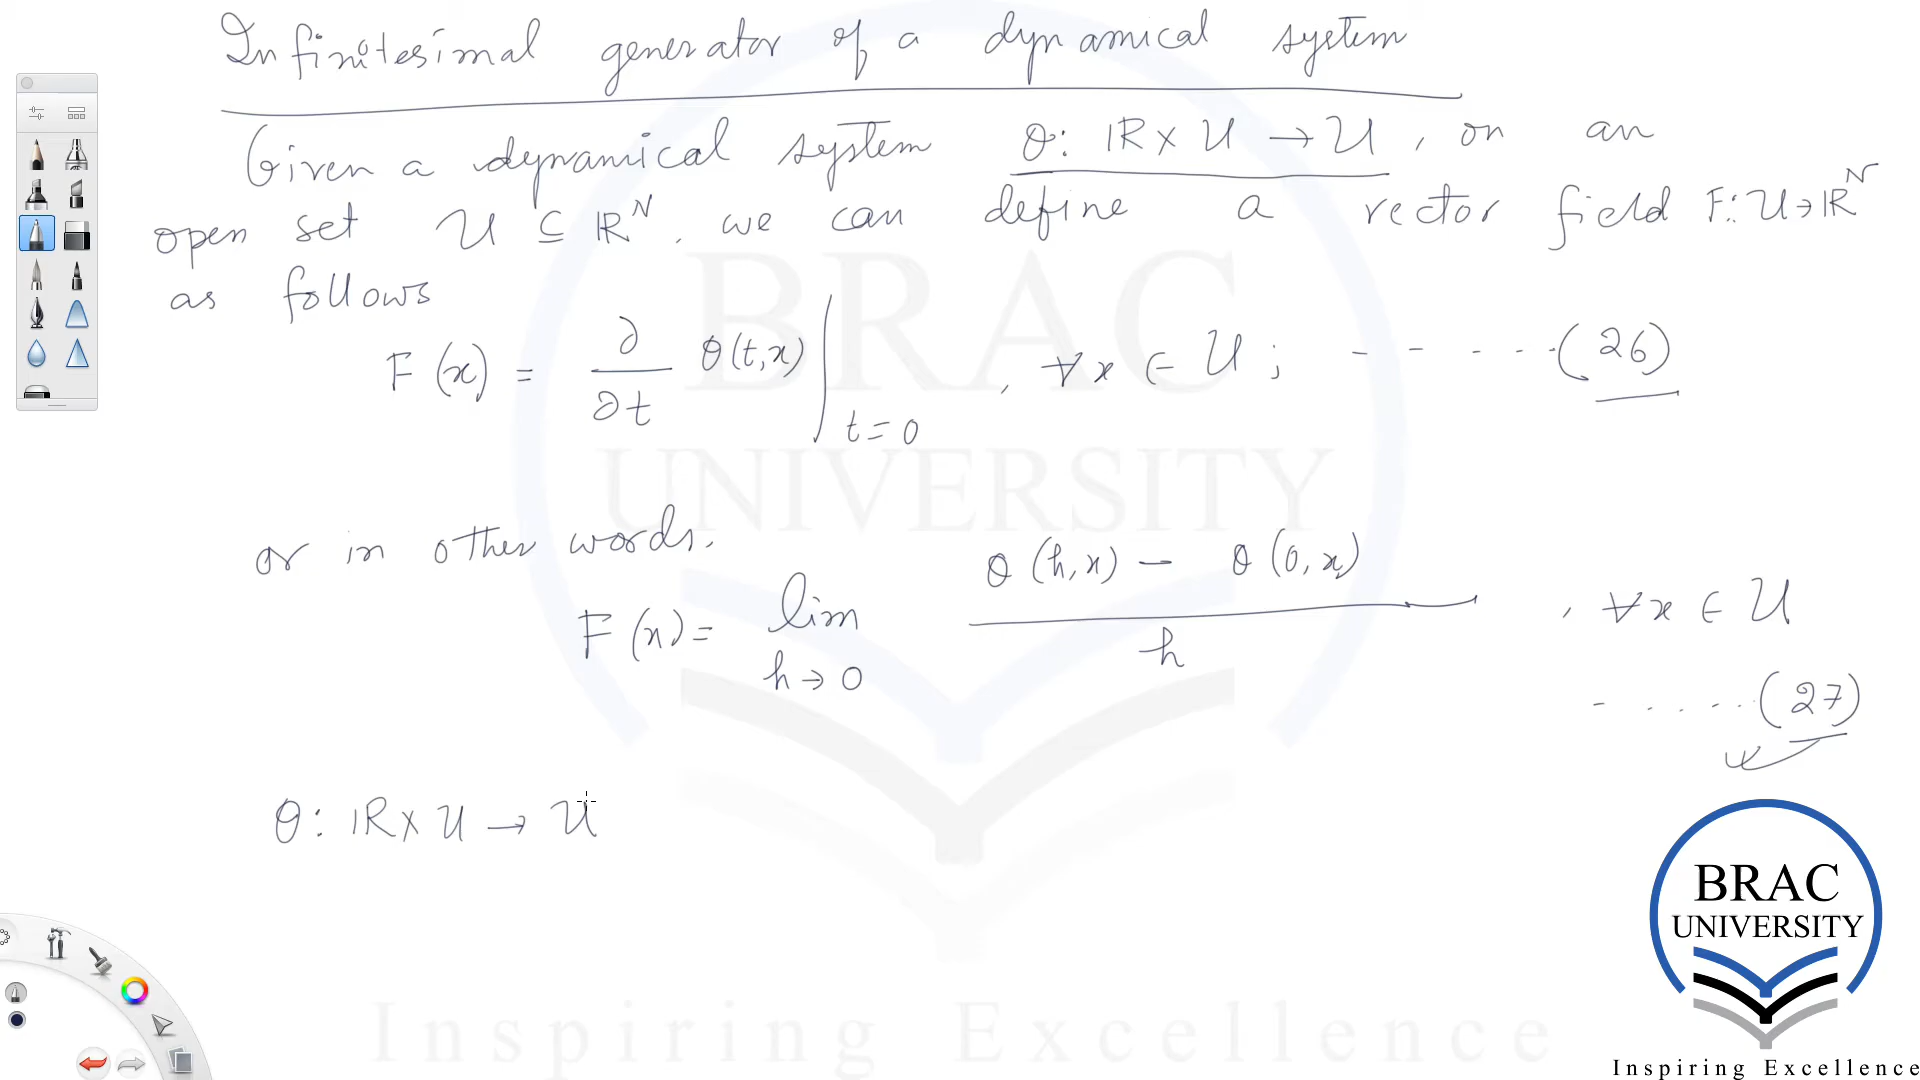 Infinitesimal generator of a dynamical system
Given a dynamical system θ: ℝ × U → U, on an
open set U ⊆ ℝ^N, we can define a vector field F: U → ℝ^N
as follows
F(x) = ∂/∂t θ(t,x) |_{t=0}, ∀x ∈ U; - - - - - - (26)
or in other words,
F(x) = lim_{h→0} (θ(h,x) − θ(0,x))/h, ∀x ∈ U
- . . . . . . . (27)
θ: ℝ × U → U
BRAC
UNIVERSITY
Inspiring Excellence
BRAC
UNIVERSITY
Inspiring Excellence